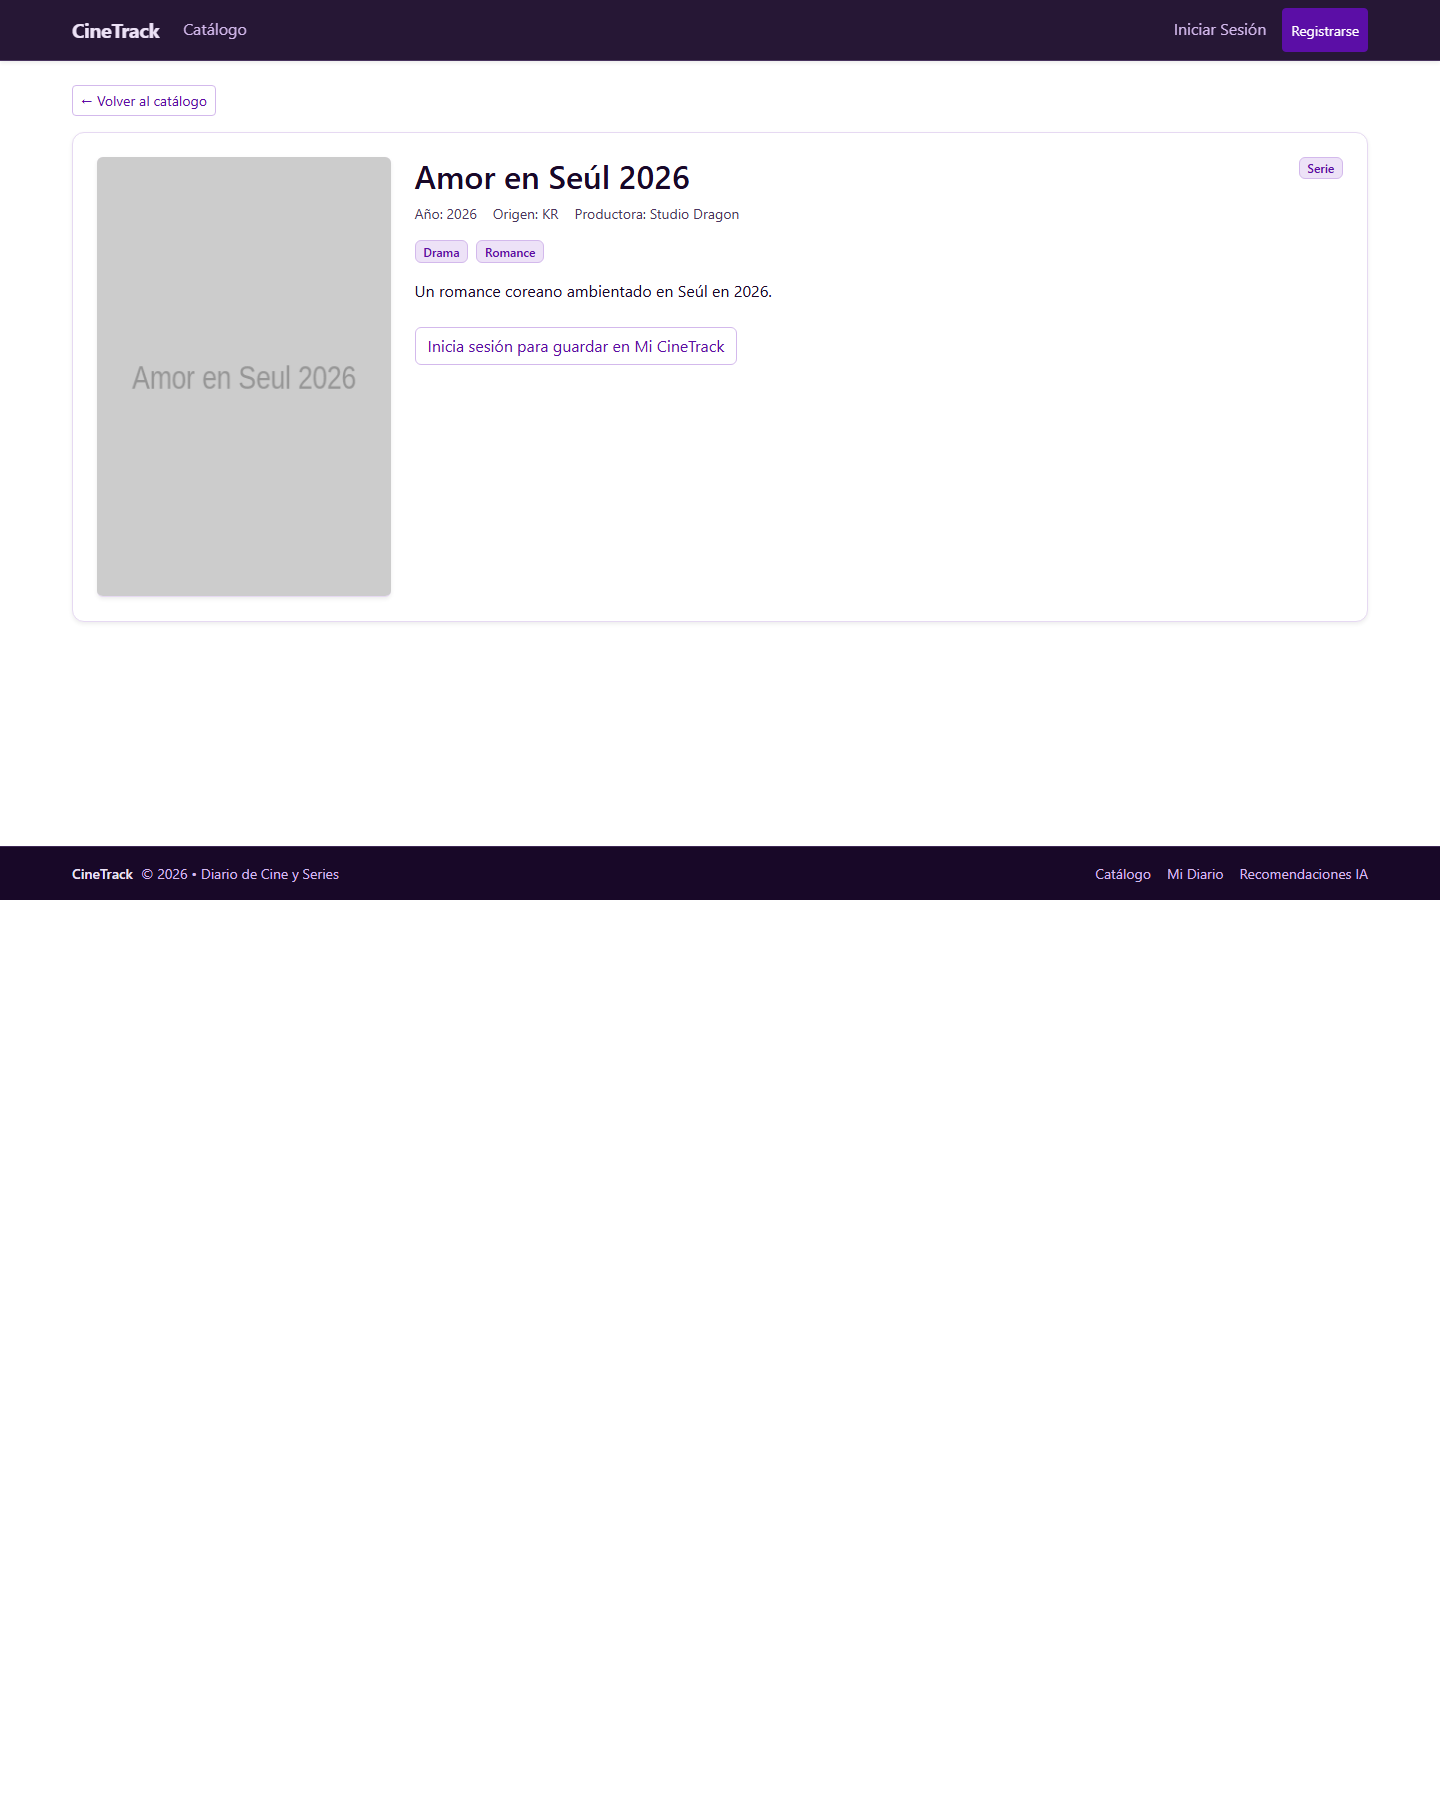 CineTrack Catálogo Iniciar Sesión Registrarse
← Volver al catálogo
Amor en Seul 2026
Amor en Seúl 2026 Serie
Año: 2026 Origen: KR Productora: Studio Dragon
Drama Romance
Un romance coreano ambientado en Seúl en 2026.
Inicia sesión para guardar en Mi CineTrack
CineTrack © 2026 • Diario de Cine y Series Catálogo Mi Diario Recomendaciones IA